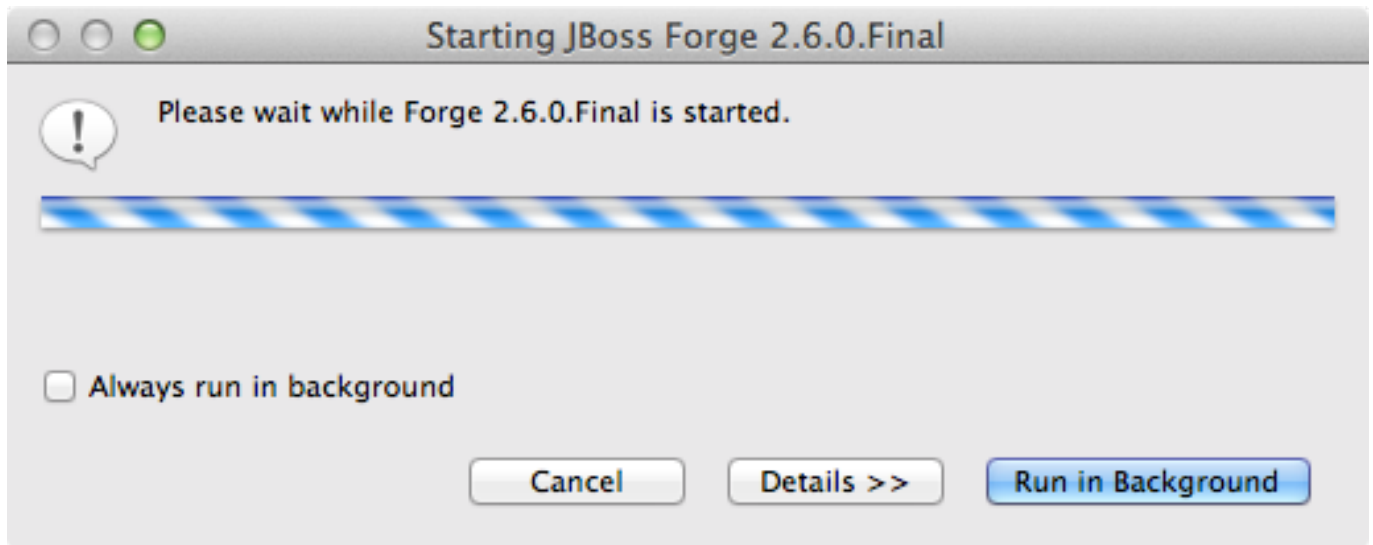 Starting JBoss Forge 2.6.0.Final
Please wait while Forge 2.6.0.Final is started.
Always run in background
Cancel
Details >>
Run in Background